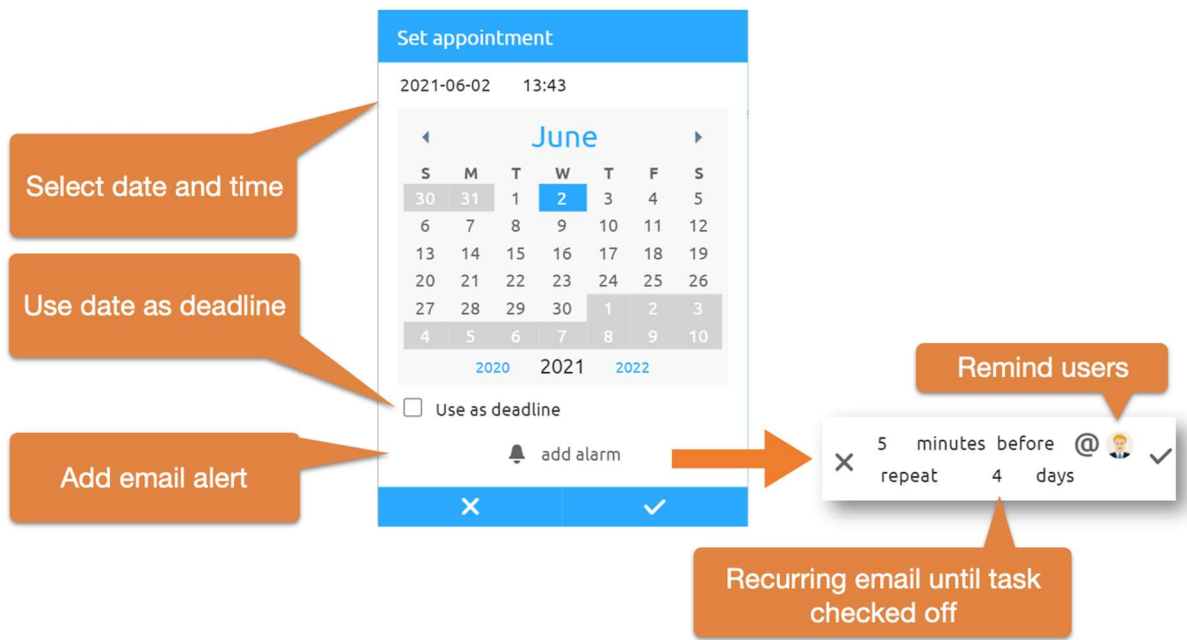 Set appointment
2021-06-02 13:43
Select date and time
June
S M T W T F S
30 31 1 2 3 4 5
6 7 8 9 10 11 12
13 14 15 16 17 18 19
20 21 22 23 24 25 26
27 28 29 30 1 2 3
4 5 6 7 8 9 10
2020 2021 2022
Use date as deadline
Use as deadline
Add email alert
add alarm
Remind users
5 minutes before @
repeat 4 days
Recurring email until task
checked off